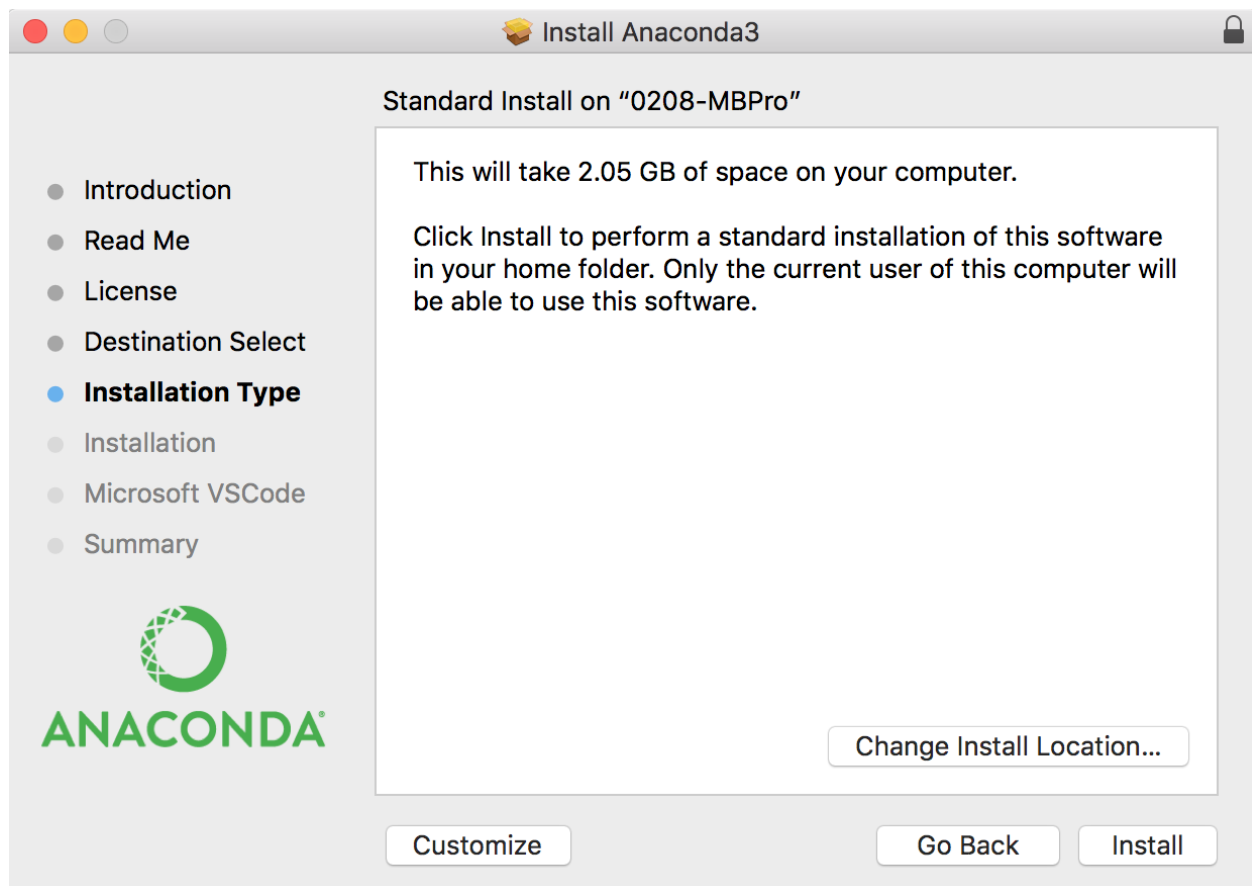 Install Anaconda3
Standard Install on “0208-MBPro”
Introduction
Read Me
License
Destination Select
Installation Type
Installation
Microsoft VSCode
Summary
ANACONDA®
This will take 2.05 GB of space on your computer.
Click Install to perform a standard installation of this software
in your home folder. Only the current user of this computer will
be able to use this software.
Change Install Location...
Customize
Go Back
Install